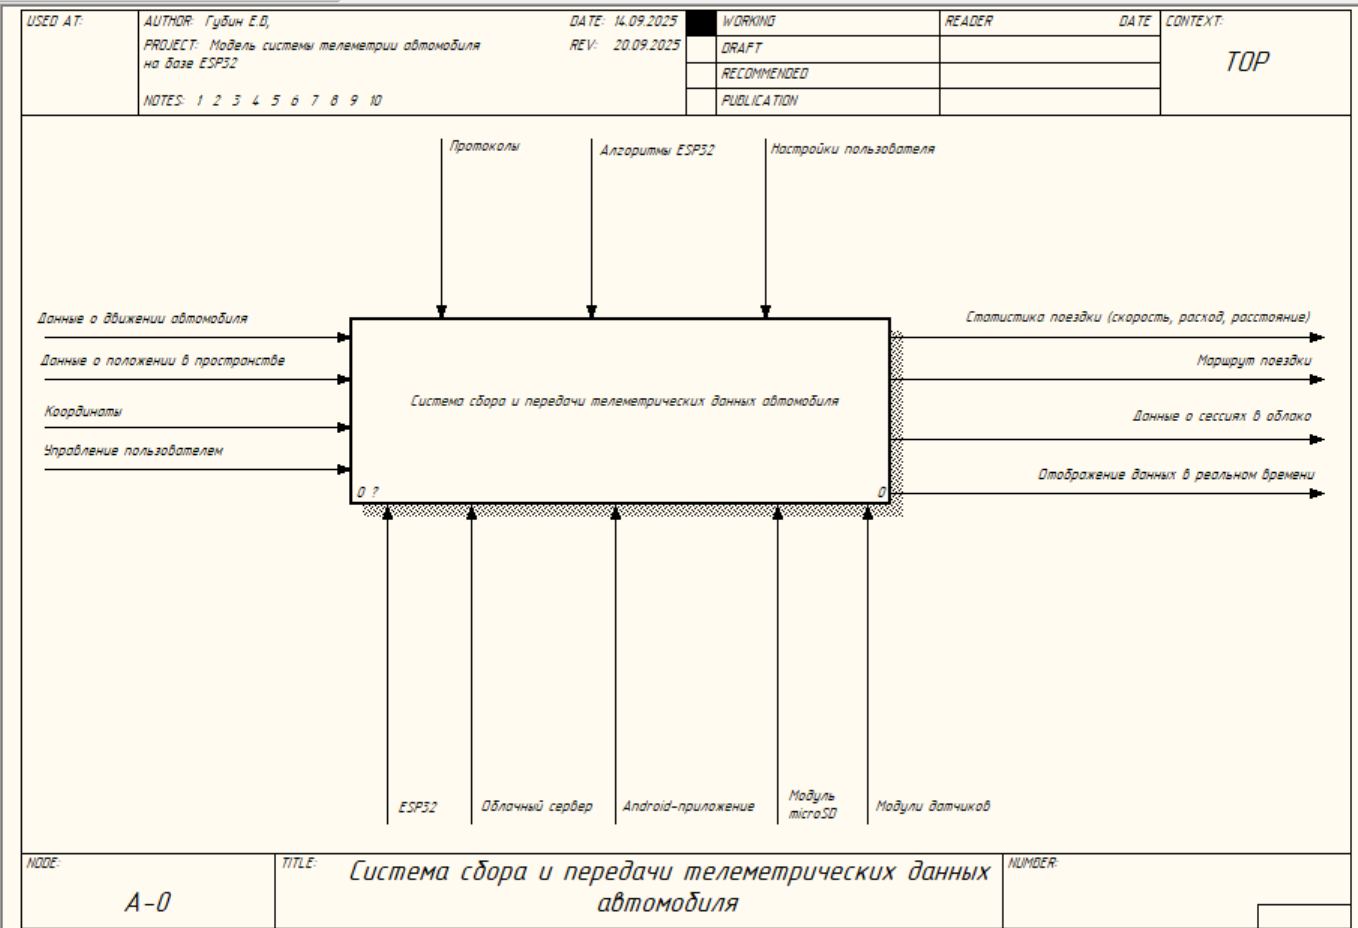 USED AT:
AUTHOR: Губин Е.В,
DATE: 14.09.2025
PROJECT: Модель системы телеметрии автомобиля
на базе ESP32
REV: 20.09.2025
NOTES: 1 2 3 4 5 6 7 8 9 10
WORKING
DRAFT
RECOMMENDED
PUBLICATION
READER
DATE
CONTEXT:
TOP
Протоколы
Алгоритмы ESP32
Настройки пользователя
Данные о движении автомобиля
Данные о положении в пространстве
Координаты
Управление пользователем
Система сбора и передачи телеметрических данных автомобиля
0 ?
0
Статистика поездки (скорость, расход, расстояние)
Маршрут поездки
Данные о сессиях в облако
Отображение данных в реальном времени
ESP32
Облачный сервер
Android-приложение
Модуль
microSD
Модули датчиков
NODE:
A-0
TITLE:
Система сбора и передачи телеметрических данных
автомобиля
NUMBER: